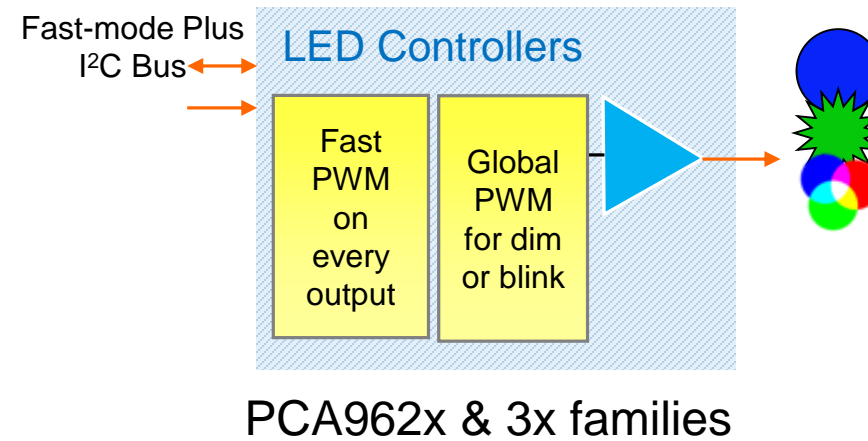 Fast-mode Plus
I²C Bus
LED Controllers
Fast
PWM
on
every
output
Global
PWM
for dim
or blink
PCA962x & 3x families